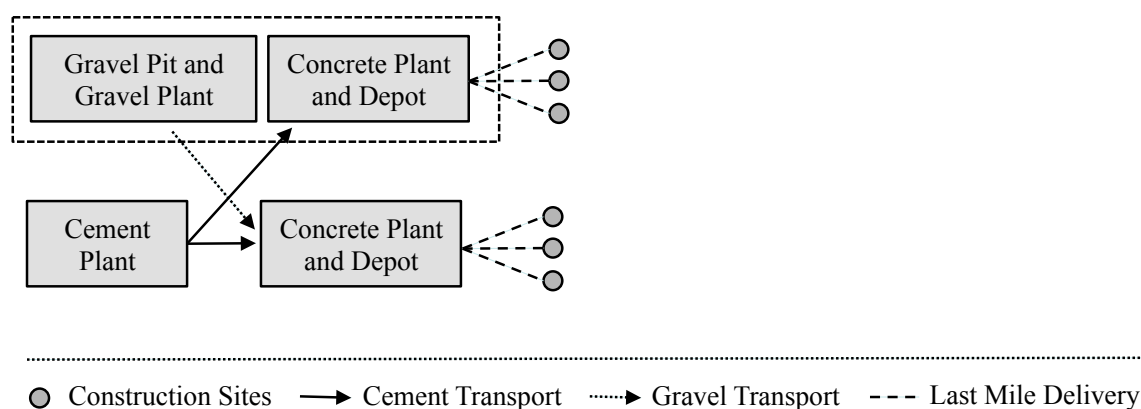 Gravel Pit and
Gravel Plant
Concrete Plant
and Depot
Cement
Plant
Concrete Plant
and Depot
Construction Sites
Cement Transport
Gravel Transport
Last Mile Delivery